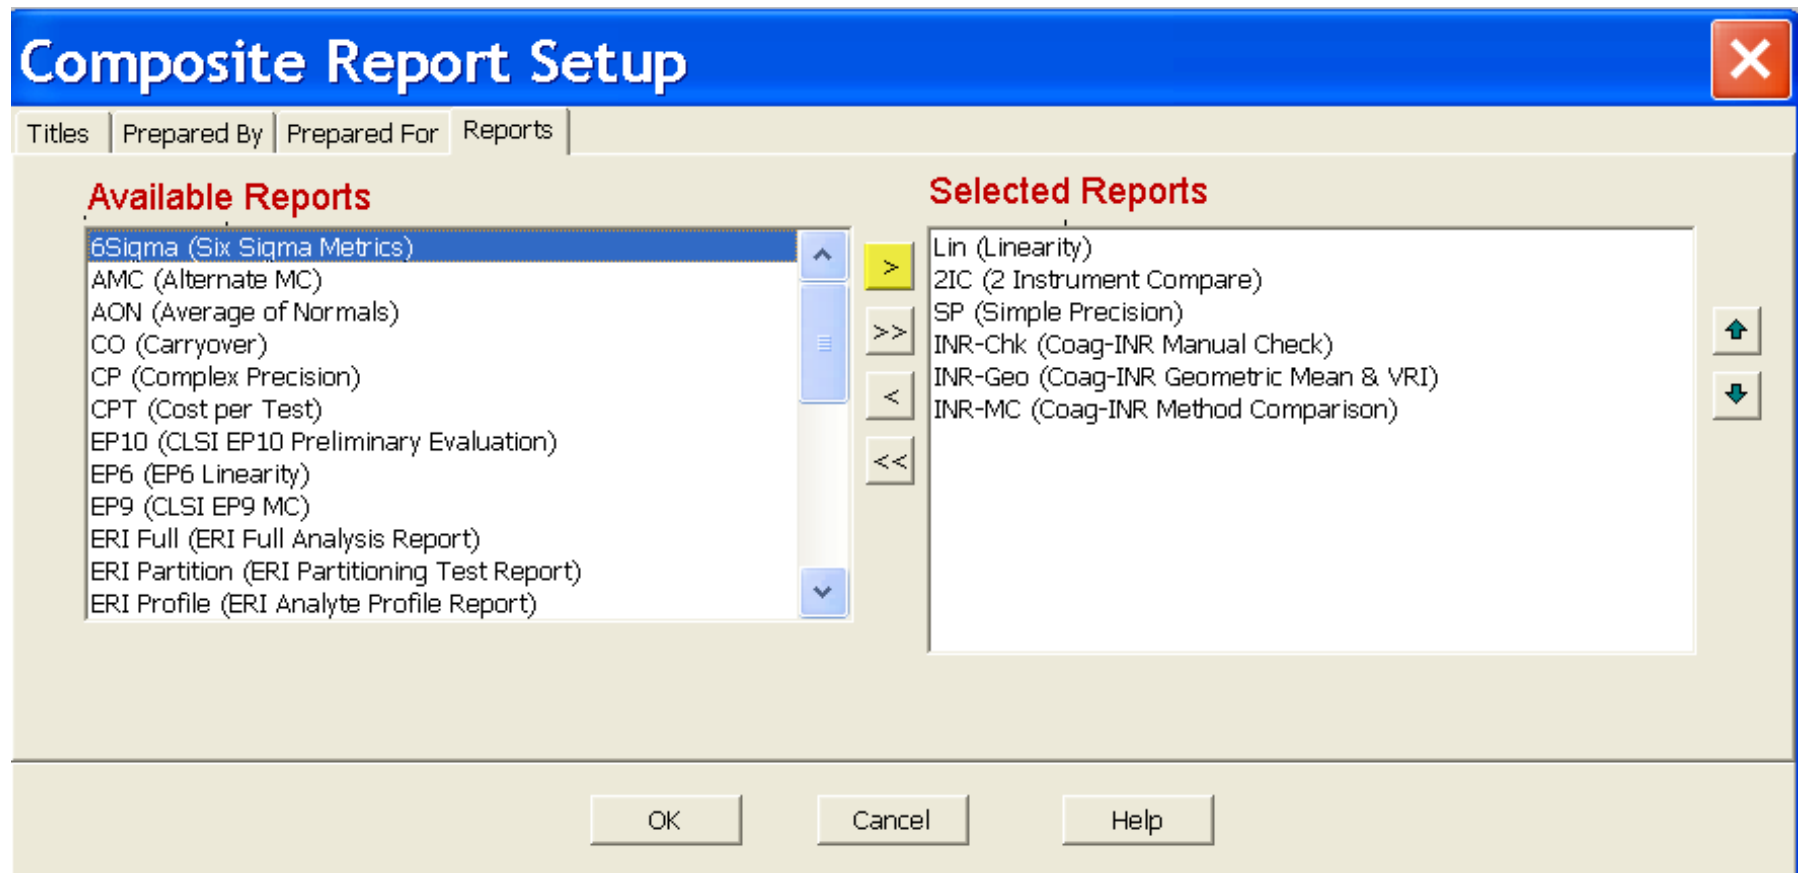 Composite Report Setup
Titles
Prepared By
Prepared For
Reports
Available Reports
6Sigma (Six Sigma Metrics)
AMC (Alternate MC)
AON (Average of Normals)
CO (Carryover)
CP (Complex Precision)
CPT (Cost per Test)
EP10 (CLSI EP10 Preliminary Evaluation)
EP6 (EP6 Linearity)
EP9 (CLSI EP9 MC)
ERI Full (ERI Full Analysis Report)
ERI Partition (ERI Partitioning Test Report)
ERI Profile (ERI Analyte Profile Report)
>
>>
<
<<
Selected Reports
Lin (Linearity)
2IC (2 Instrument Compare)
SP (Simple Precision)
INR-Chk (Coag-INR Manual Check)
INR-Geo (Coag-INR Geometric Mean & VRI)
INR-MC (Coag-INR Method Comparison)
OK
Cancel
Help